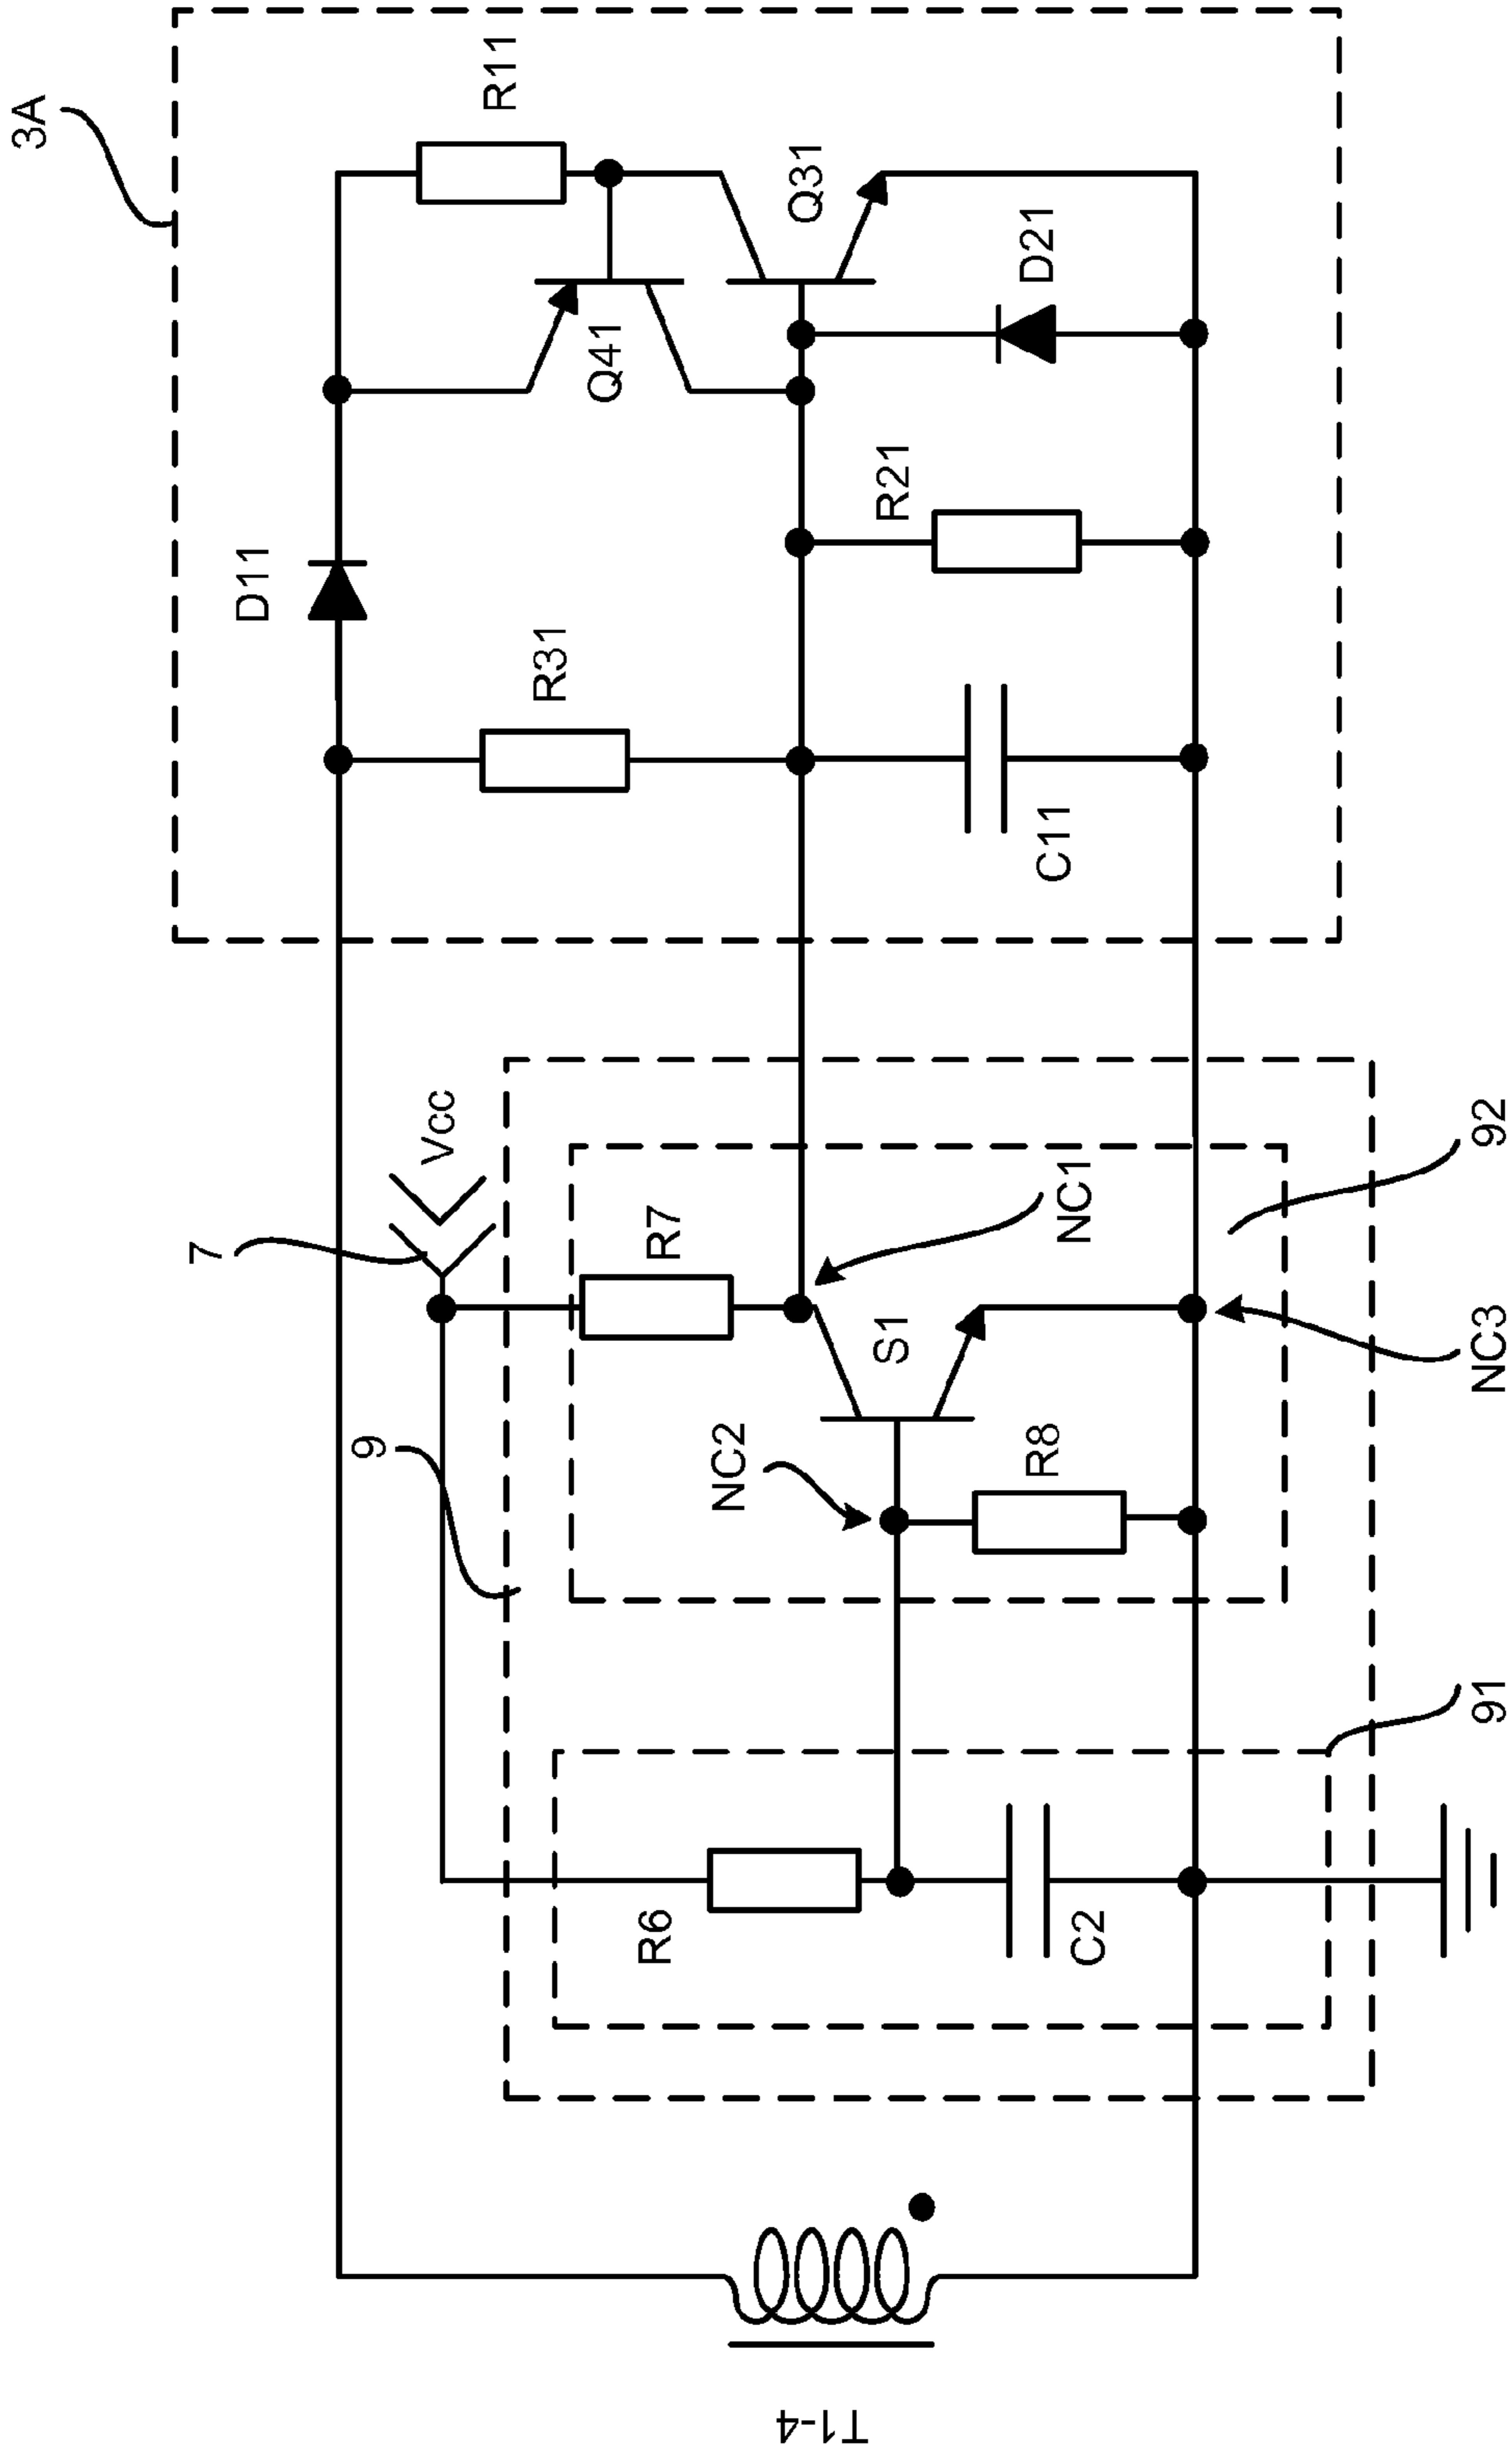 3A
7
D11
9
Vcc
R11
R31
Q41
R6
R7
NC2
Q31
T1-4
S1
R21
D21
R8
C11
NC1
C2
91
NC3
92